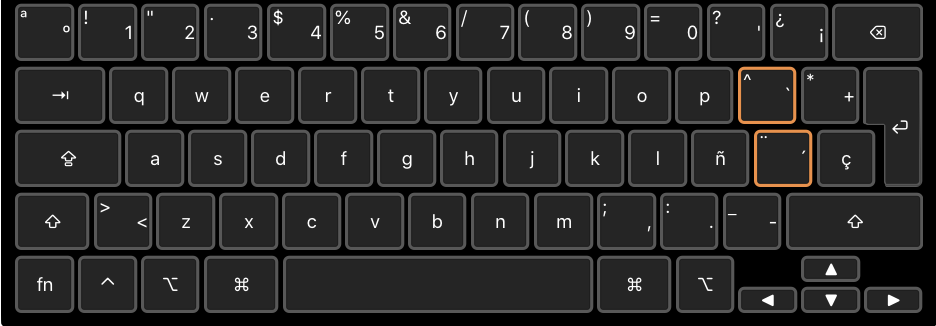 ª º ! 1 " 2 · 3 $ 4 % 5 & 6 / 7 ( 8 ) 9 = 0 ? ' ¿ ¡ ⌫
⇥ q w e r t y u i o p ^ ` * + ⏎
⇪ a s d f g h j k l ñ ¨ ´ ç
⇧ > < z x c v b n m ; , : . _ - ⇧
fn ^ ⌥ ⌘ ⌘ ⌥ ◀ ▲ ▼ ▶